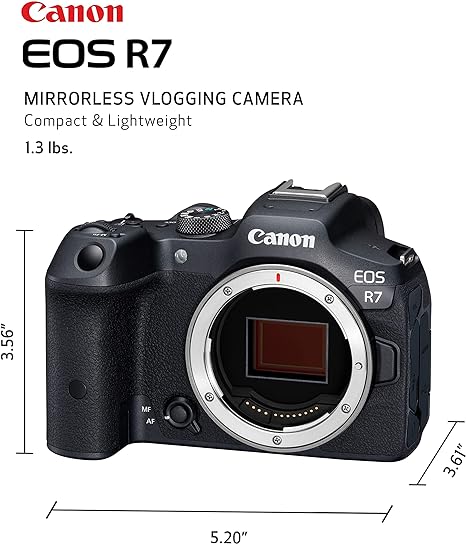 Canon
EOS R7
MIRRORLESS VLOGGING CAMERA
Compact & Lightweight
1.3 lbs.
Canon
EOS
R7
3.56"
MF
AF
3.61"
5.20"